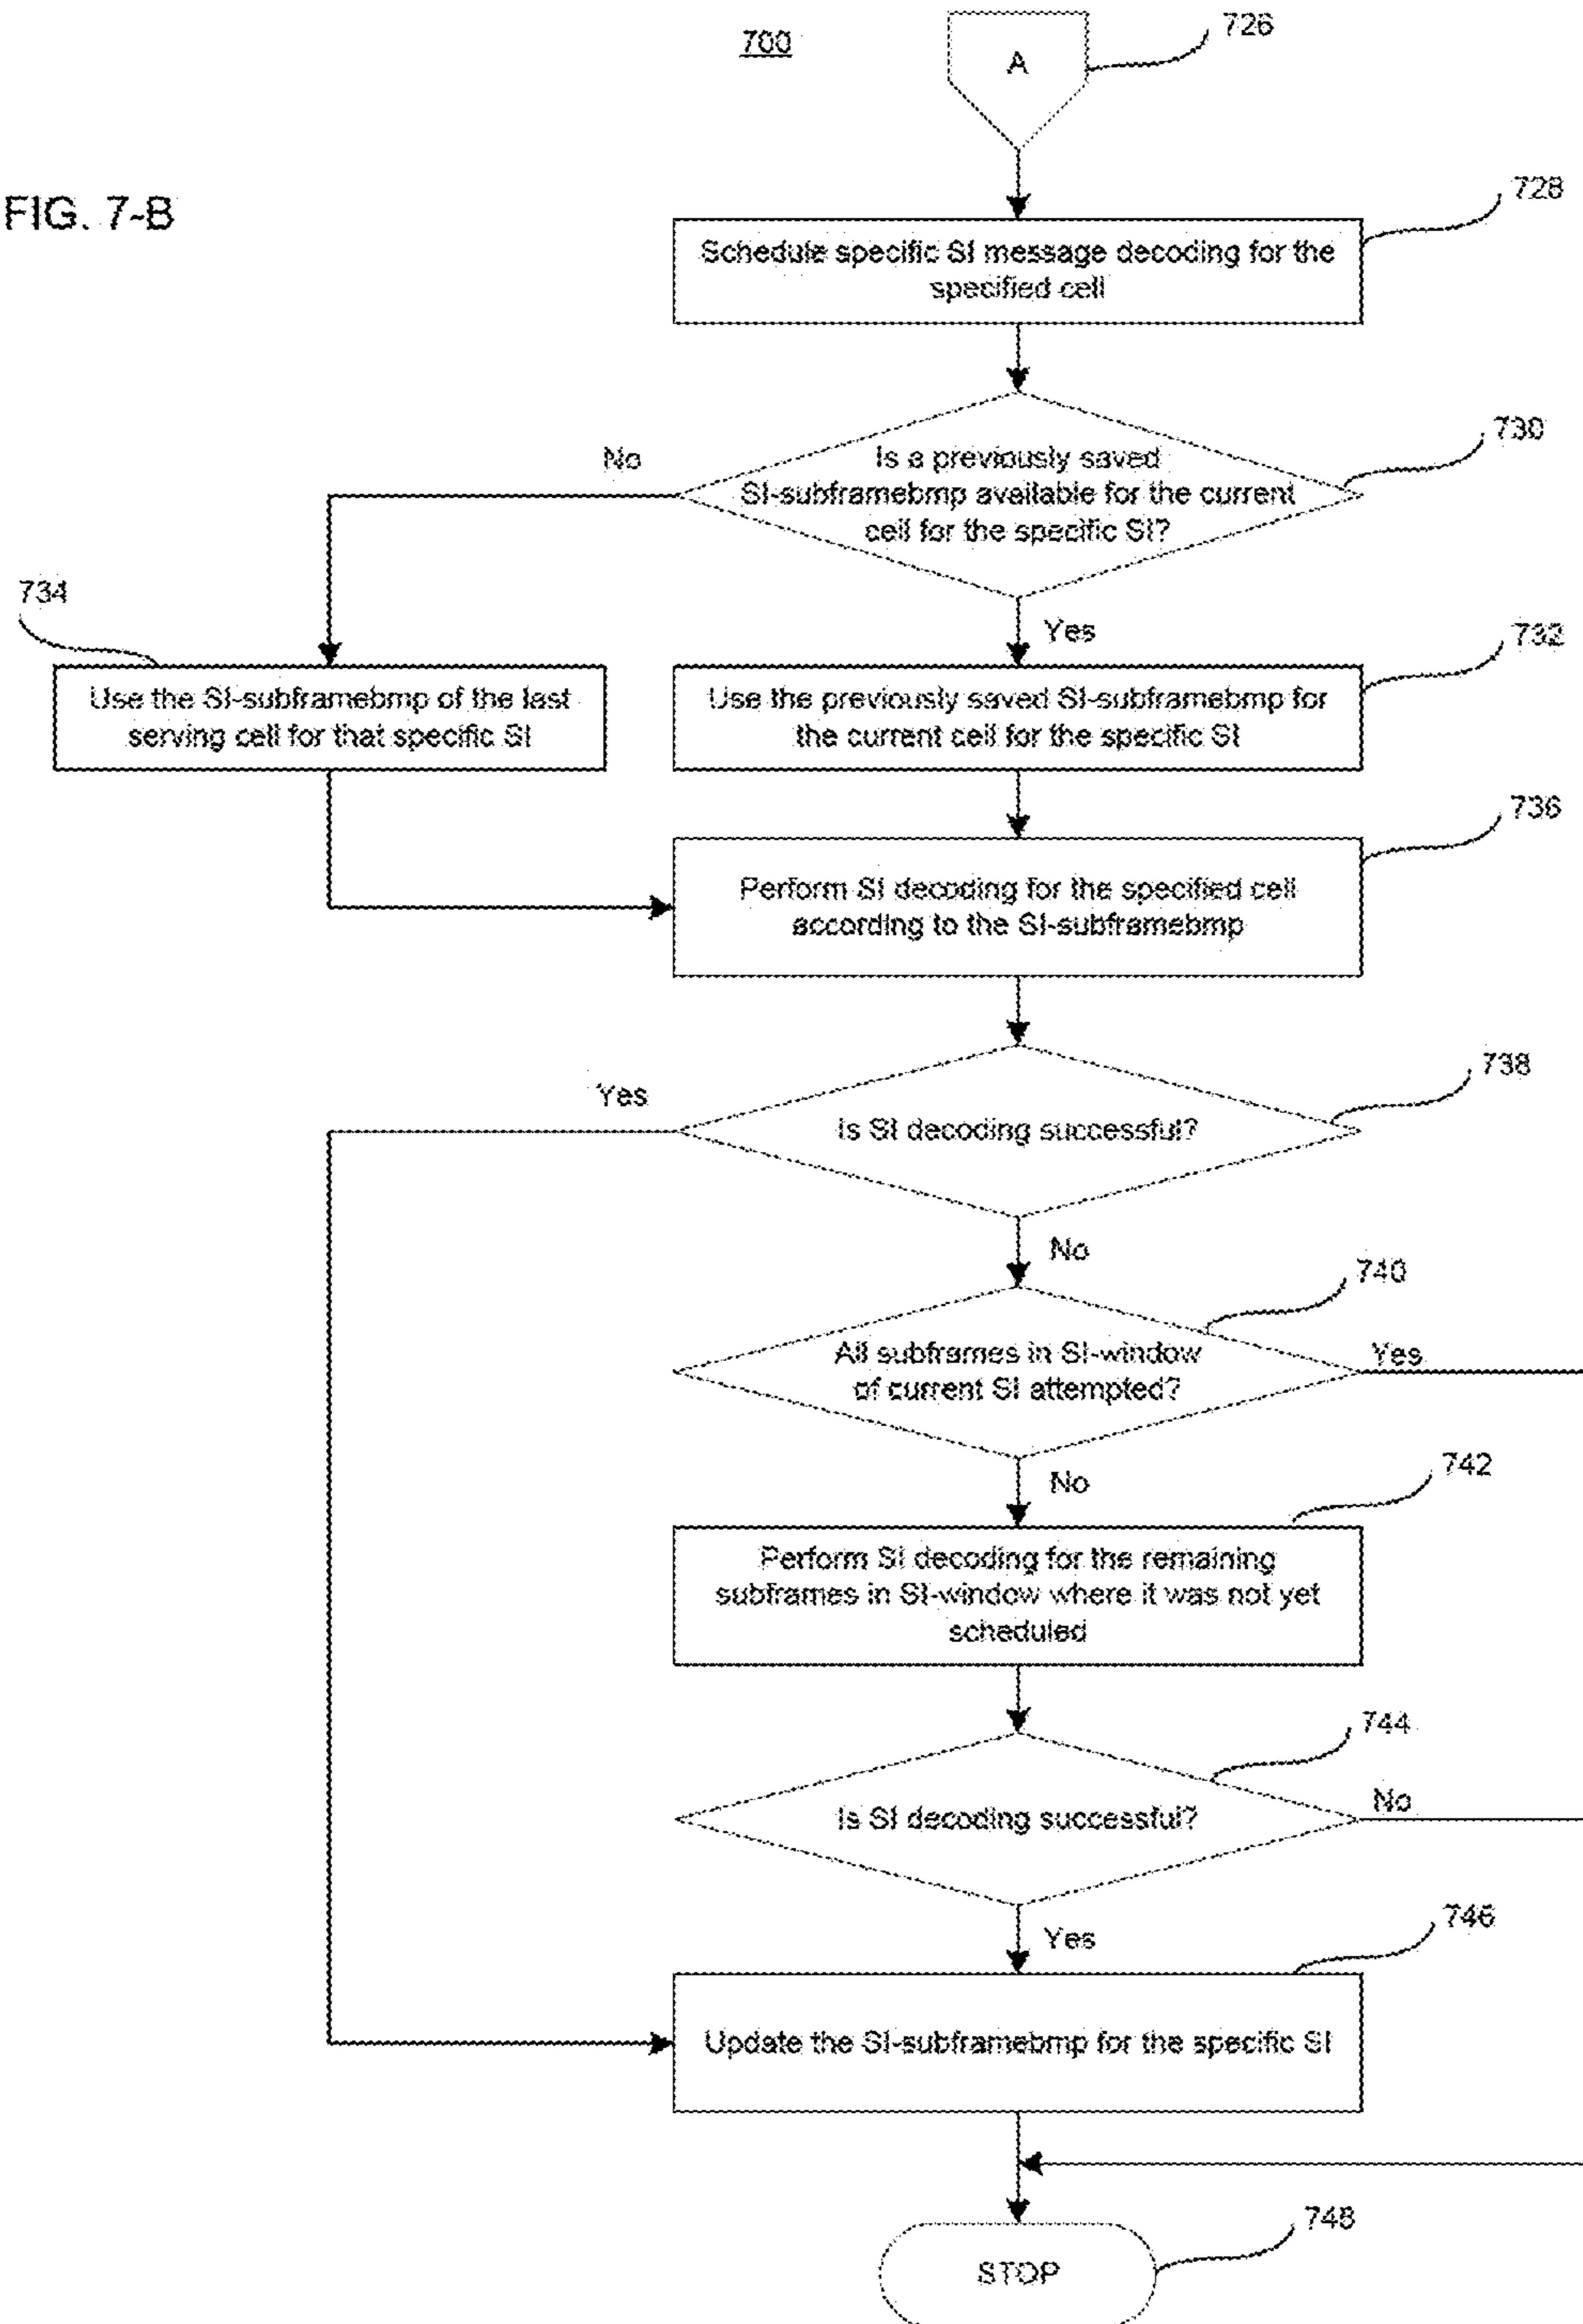 700
A
726
FIG. 7-B
728
Schedule specific SI message decoding for the
specified cell
730
No
Is a previously saved
SI-subframebmp available for the current
cell for the specific SI?
734
Yes
732
Use the SI-subframebmp of the last
serving cell for that specific SI
Use the previously saved SI-subframebmp for
the current cell for the specific SI
736
Perform SI decoding for the specified cell
according to the SI-subframebmp
738
Yes
Is SI decoding successful?
No
740
All subframes in SI-window
of current SI attempted?
Yes
No
742
Perform SI decoding for the remaining
subframes in SI-window where it was not yet
scheduled
744
Is SI decoding successful?
No
Yes
746
Update the SI-subframebmp for the specific SI
748
STOP